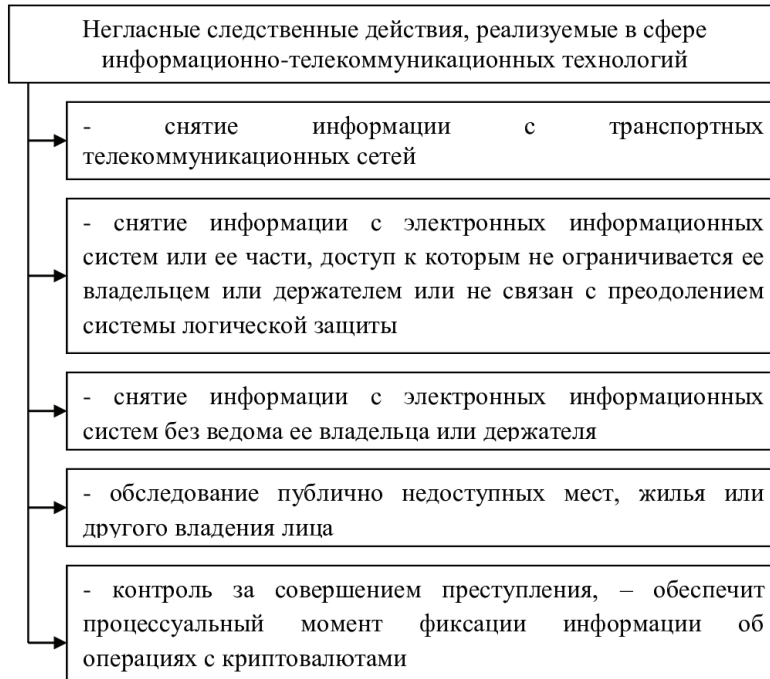 Негласные следственные действия, реализуемые в сфере
информационно-телекоммуникационных технологий
- снятие информации с транспортных
телекоммуникационных сетей
- снятие информации с электронных информационных
систем или ее части, доступ к которым не ограничивается ее
владельцем или держателем или не связан с преодолением
системы логической защиты
- снятие информации с электронных информационных
систем без ведома ее владельца или держателя
- обследование публично недоступных мест, жилья или
другого владения лица
- контроль за совершением преступления, – обеспечит
процессуальный момент фиксации информации об
операциях с криптовалютами